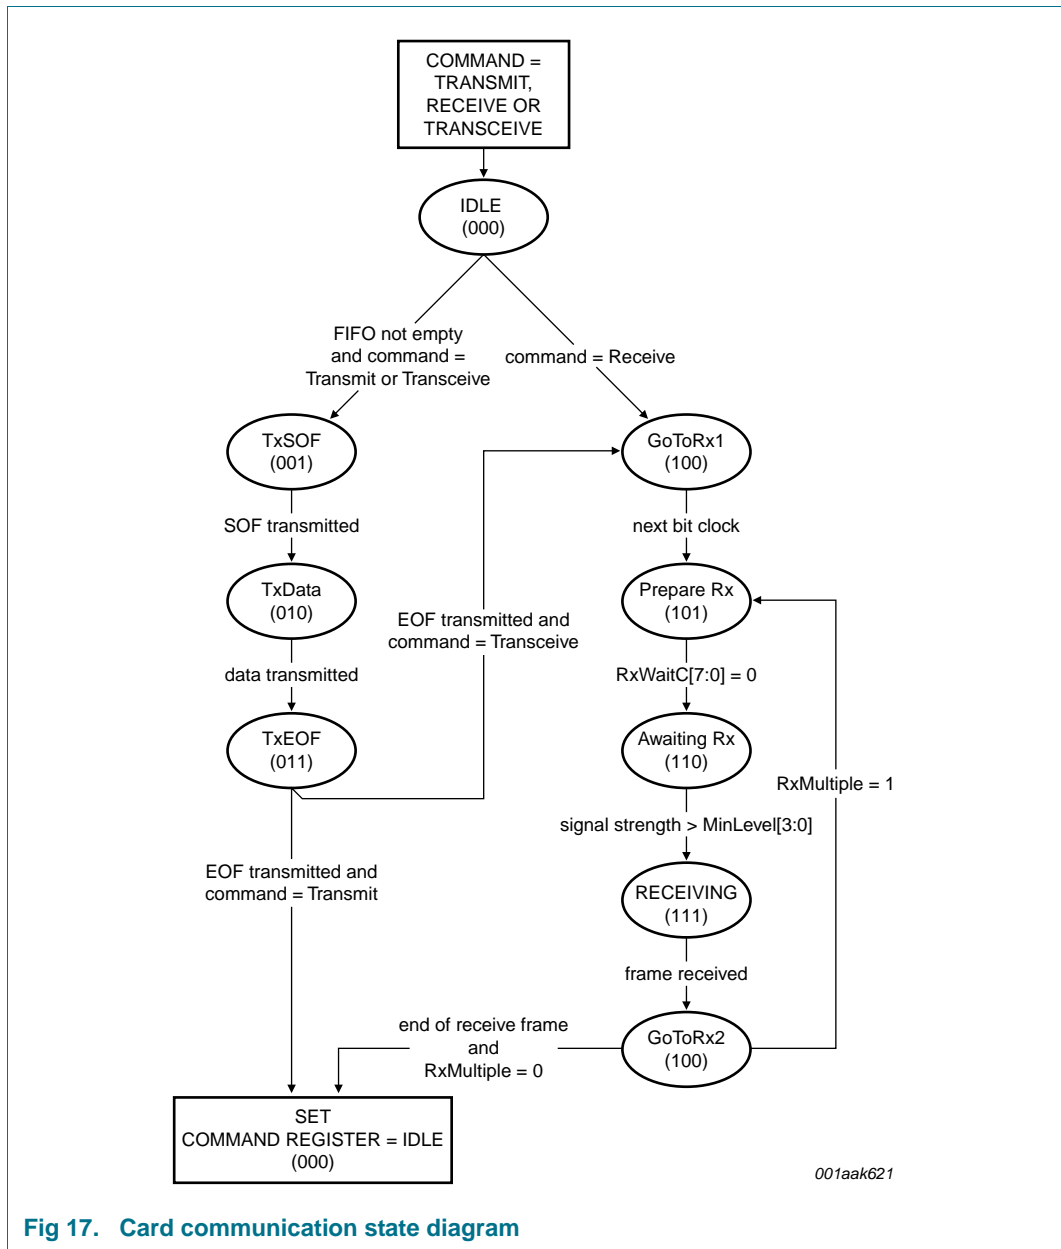 COMMAND =
TRANSMIT,
RECEIVE OR
TRANSCEIVE
IDLE
(000)
FIFO not empty
and command =
Transmit or Transceive
command = Receive
TxSOF
(001)
GoToRx1
(100)
SOF transmitted
next bit clock
TxData
(010)
Prepare Rx
(101)
EOF transmitted and
command = Transceive
data transmitted
RxWaitC[7:0] = 0
TxEOF
(011)
Awaiting Rx
(110)
RxMultiple = 1
signal strength > MinLevel[3:0]
EOF transmitted and
command = Transmit
RECEIVING
(111)
frame received
end of receive frame
and
RxMultiple = 0
GoToRx2
(100)
SET
COMMAND REGISTER = IDLE
(000)
001aak621
Fig 17. Card communication state diagram